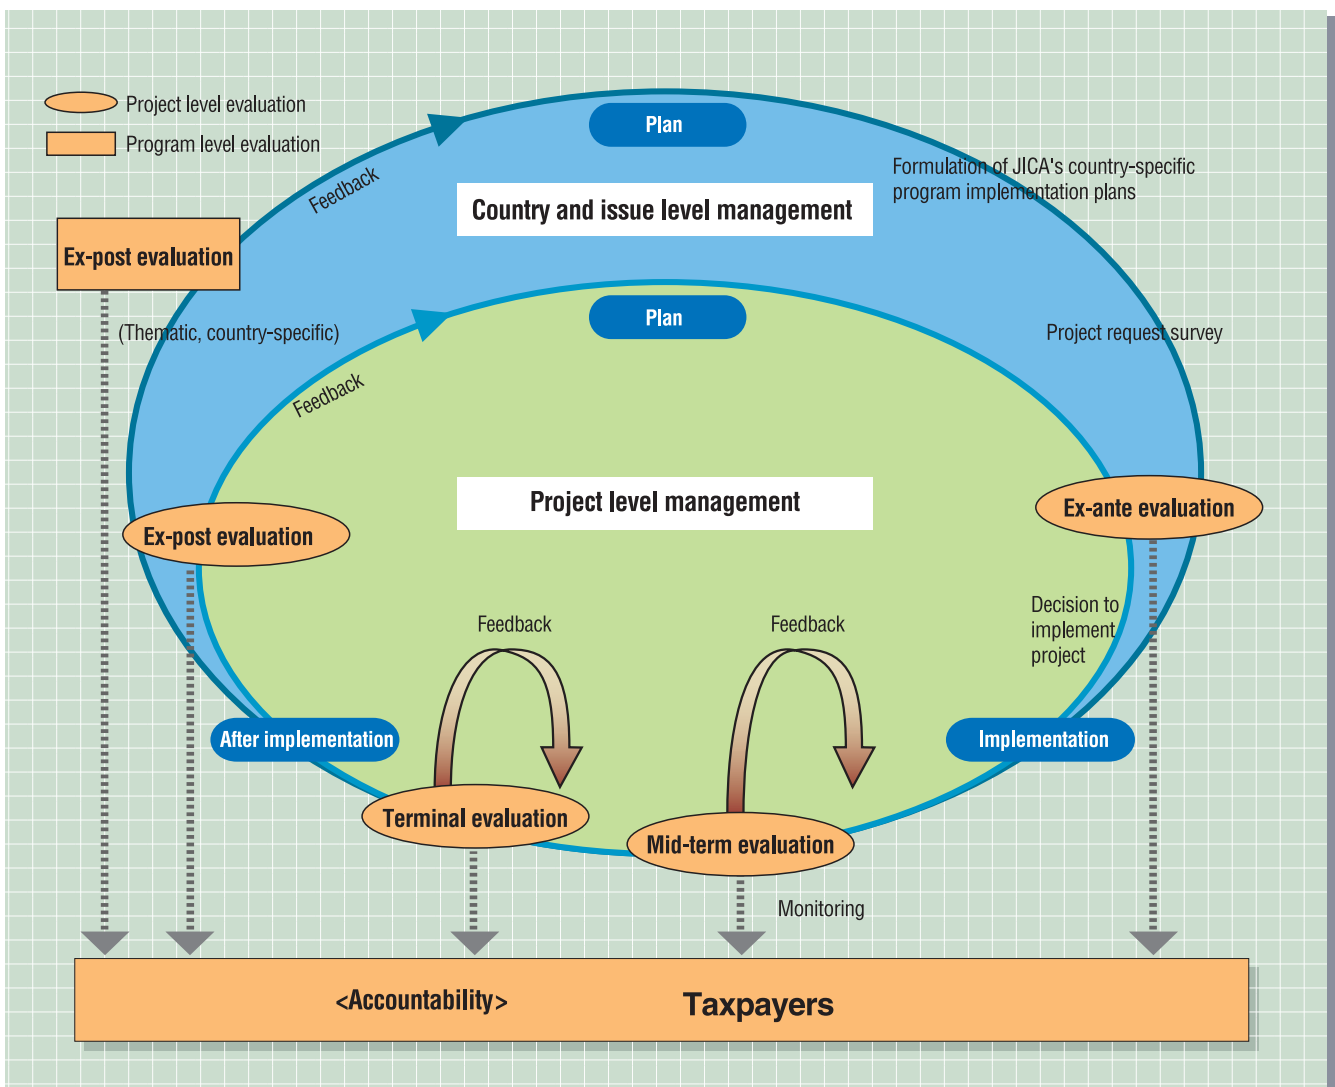 Project level evaluation
Program level evaluation
Plan
Feedback
Formulation of JICA's country-specific
program implementation plans
Country and issue level management
Ex-post evaluation
(Thematic, country-specific)
Plan
Project request survey
Feedback
Project level management
Ex-ante evaluation
Ex-post evaluation
Decision to
implement
project
Feedback
Feedback
After implementation
Implementation
Terminal evaluation
Mid-term evaluation
Monitoring
<Accountability>
Taxpayers